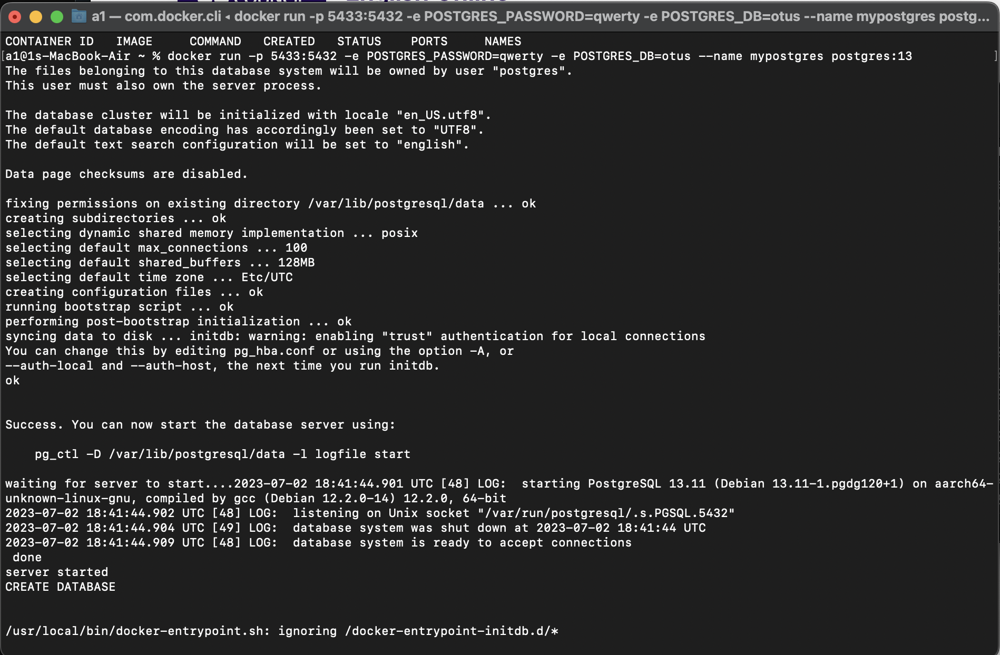 a1 — com.docker.cli ◂ docker run -p 5433:5432 -e POSTGRES_PASSWORD=qwerty -e POSTGRES_DB=otus --name mypostgres postg...
CONTAINER ID   IMAGE     COMMAND   CREATED   STATUS    PORTS     NAMES
[a1@1s-MacBook-Air ~ % docker run -p 5433:5432 -e POSTGRES_PASSWORD=qwerty -e POSTGRES_DB=otus --name mypostgres postgres:13 ]
The files belonging to this database system will be owned by user "postgres".
This user must also own the server process.

The database cluster will be initialized with locale "en_US.utf8".
The default database encoding has accordingly been set to "UTF8".
The default text search configuration will be set to "english".

Data page checksums are disabled.

fixing permissions on existing directory /var/lib/postgresql/data ... ok
creating subdirectories ... ok
selecting dynamic shared memory implementation ... posix
selecting default max_connections ... 100
selecting default shared_buffers ... 128MB
selecting default time zone ... Etc/UTC
creating configuration files ... ok
running bootstrap script ... ok
performing post-bootstrap initialization ... ok
syncing data to disk ... initdb: warning: enabling "trust" authentication for local connections
You can change this by editing pg_hba.conf or using the option -A, or
--auth-local and --auth-host, the next time you run initdb.
ok

Success. You can now start the database server using:

    pg_ctl -D /var/lib/postgresql/data -l logfile start

waiting for server to start....2023-07-02 18:41:44.901 UTC [48] LOG:  starting PostgreSQL 13.11 (Debian 13.11-1.pgdg120+1) on aarch64-
unknown-linux-gnu, compiled by gcc (Debian 12.2.0-14) 12.2.0, 64-bit
2023-07-02 18:41:44.902 UTC [48] LOG:  listening on Unix socket "/var/run/postgresql/.s.PGSQL.5432"
2023-07-02 18:41:44.904 UTC [49] LOG:  database system was shut down at 2023-07-02 18:41:44 UTC
2023-07-02 18:41:44.909 UTC [48] LOG:  database system is ready to accept connections
 done
server started
CREATE DATABASE

/usr/local/bin/docker-entrypoint.sh: ignoring /docker-entrypoint-initdb.d/*